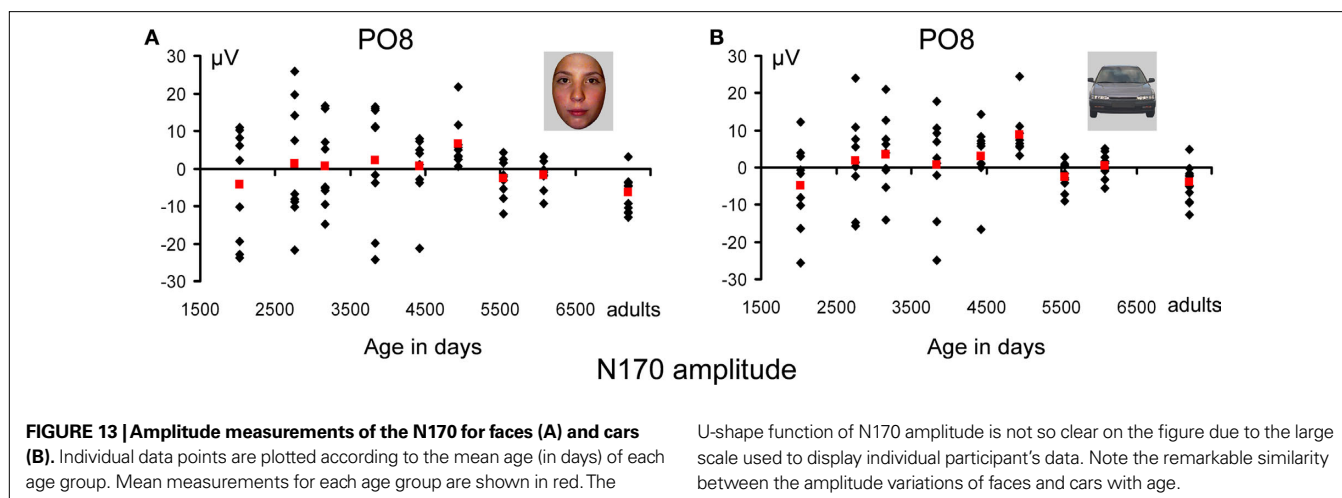 A
PO8
µV
30
20
10
0
-10
-20
-30
1500 2500 3500 4500 5500 6500 adults
Age in days
B
PO8
µV
30
20
10
0
-10
-20
-30
1500 2500 3500 4500 5500 6500 adults
Age in days
N170 amplitude
FIGURE 13 | Amplitude measurements of the N170 for faces (A) and cars
(B). Individual data points are plotted according to the mean age (in days) of each
age group. Mean measurements for each age group are shown in red. The
U-shape function of N170 amplitude is not so clear on the figure due to the large
scale used to display individual participant's data. Note the remarkable similarity
between the amplitude variations of faces and cars with age.